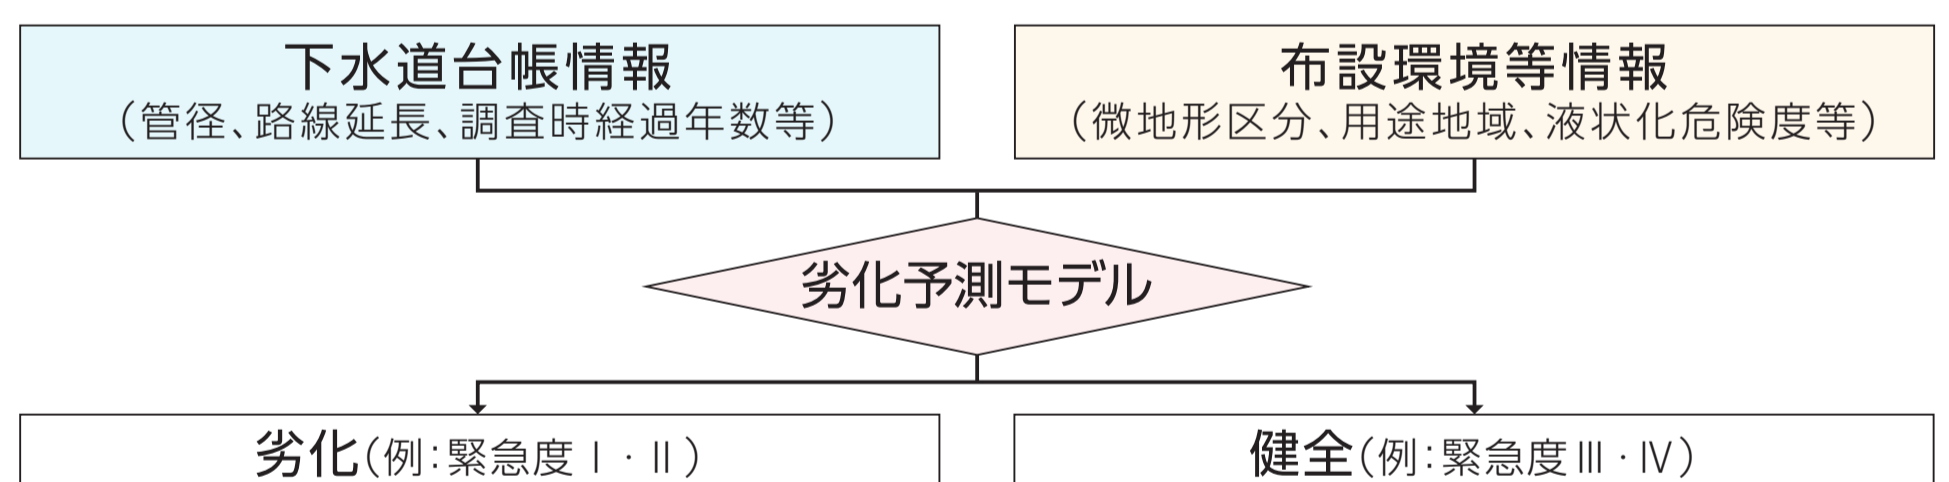 下水道台帳情報
（管径、路線延長、調査時経過年数等）
布設環境等情報
（微地形区分、用途地域、液状化危険度等）
劣化予測モデル
劣化(例：緊急度Ⅰ・Ⅱ)
健全(例：緊急度Ⅲ・Ⅳ)